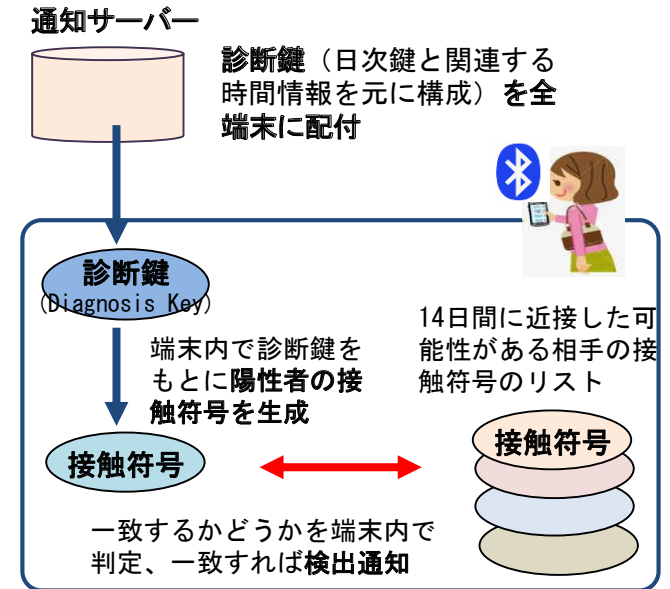 通知サーバー
診断鍵（日次鍵と関連する
時間情報を元に構成）を全
端末に配付
診断鍵
(Diagnosis Key)
端末内で診断鍵を
もとに陽性者の接
触符号を生成
14日間に近接した可
能性がある相手の接
触符号のリスト
接触符号
接触符号
一致するかどうかを端末内で
判定、一致すれば検出通知